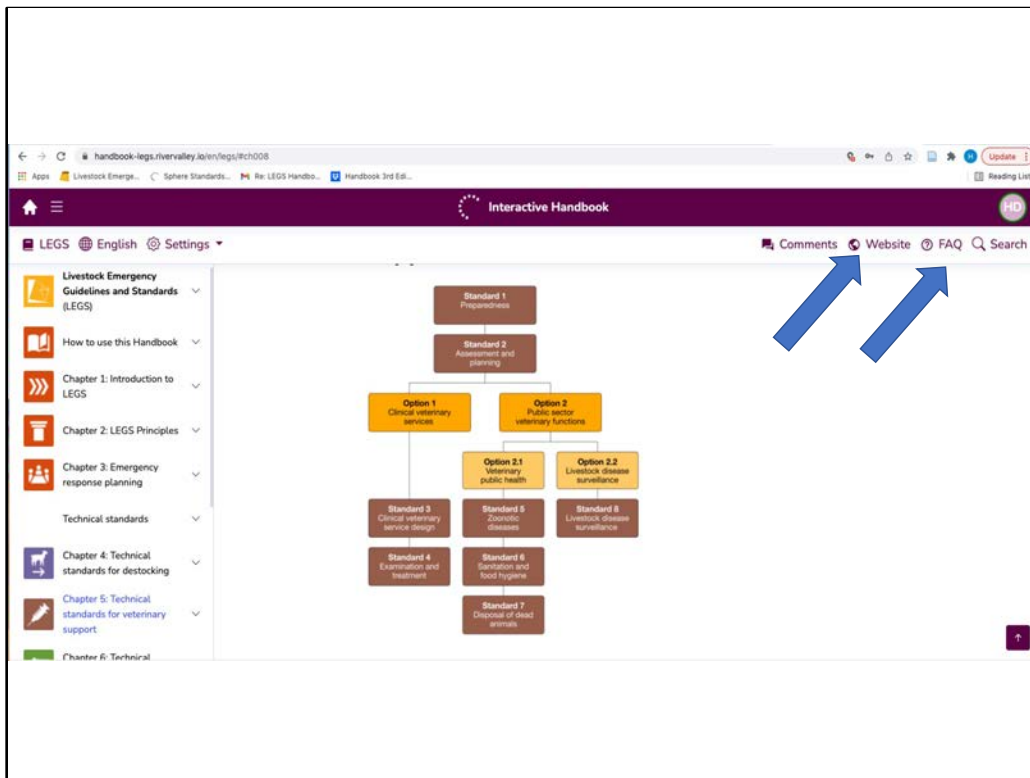 handbook-legs.rivervalley.io/en/legs/#ch008
Update
Apps Livestock Emerge... Sphere Standards... Re: LEGS Handbo... Handbook 3rd Edi...
Reading List
Interactive Handbook
HD
LEGS English Settings
Comments Website FAQ Search
Livestock Emergency
Guidelines and Standards
(LEGS)
How to use this Handbook
Chapter 1: Introduction to
LEGS
Chapter 2: LEGS Principles
Chapter 3: Emergency
response planning
Technical standards
Chapter 4: Technical
standards for destocking
Chapter 5: Technical
standards for veterinary
support
Chapter 6: Technical
Standard 1
Preparedness
Standard 2
Assessment and
planning
Option 1
Clinical veterinary
services
Option 2
Public sector
veterinary functions
Option 2.1
Veterinary
public health
Option 2.2
Livestock disease
surveillance
Standard 3
Clinical veterinary
service design
Standard 5
Zoonotic
diseases
Standard 8
Livestock disease
surveillance
Standard 4
Examination and
treatment
Standard 6
Sanitation and
food hygiene
Standard 7
Disposal of dead
animals